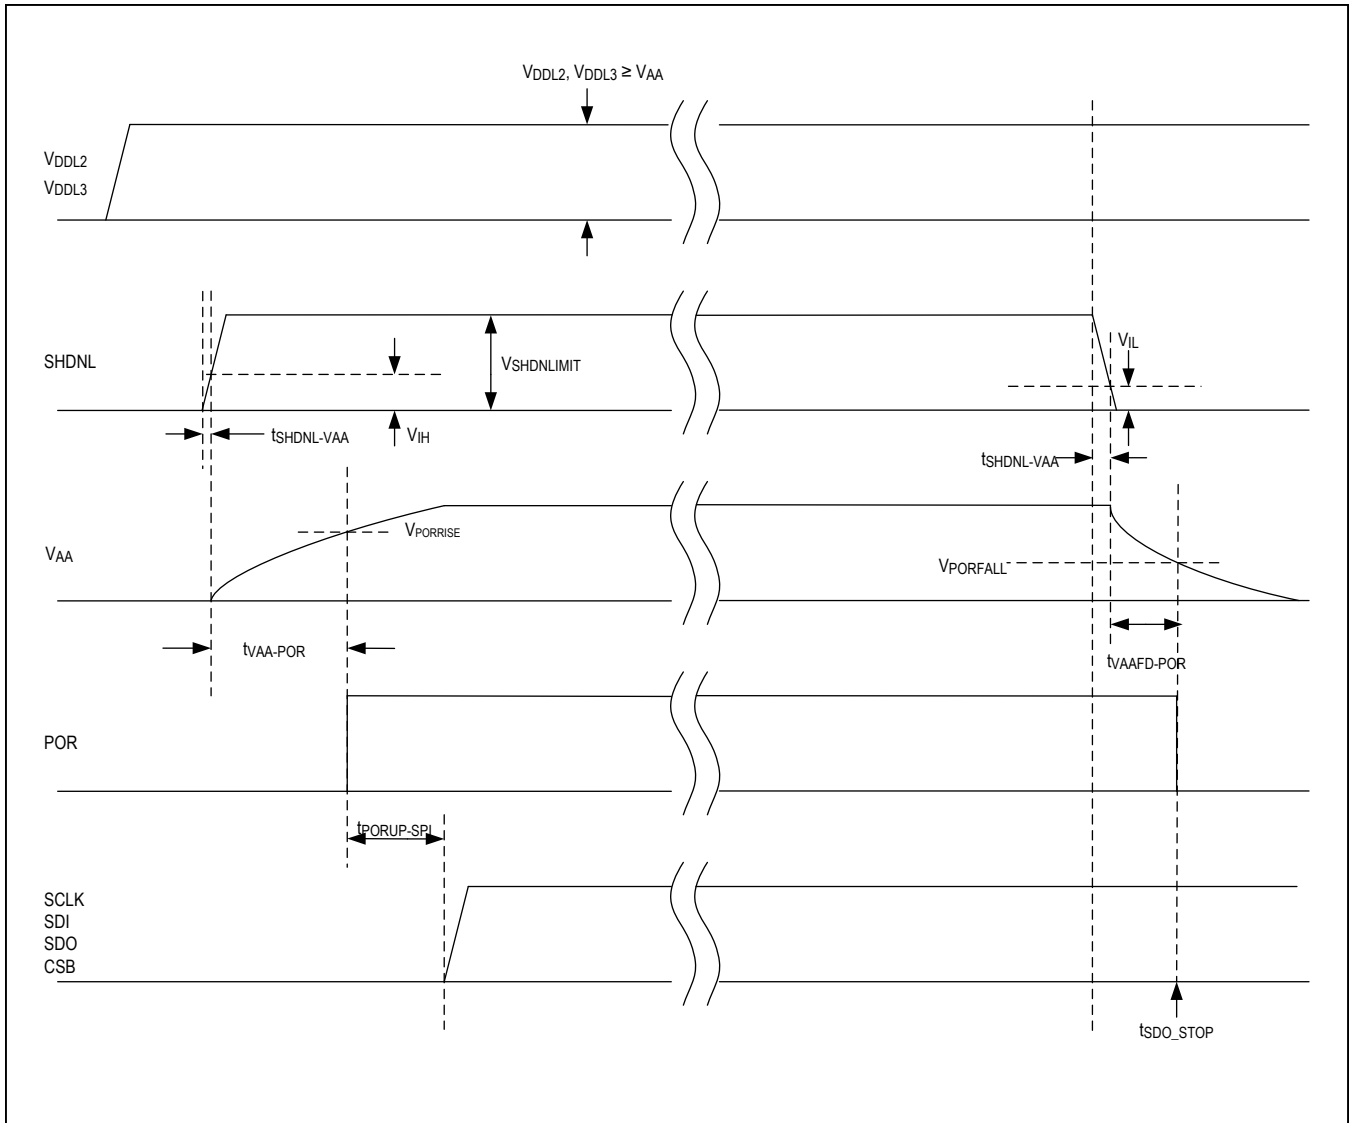 VDDL2, VDDL3 ≥ VAA
VDDL2
VDDL3
SHDNL
VSHDNLIMIT
VIL
tSHDNL-VAA
VIH
tSHDNL-VAA
VPORRISE
VAA
VPORFALL
tVAA-POR
tVAAFD-POR
POR
tPORUP-SPI
SCLK
SDI
SDO
CSB
tSDO_STOP